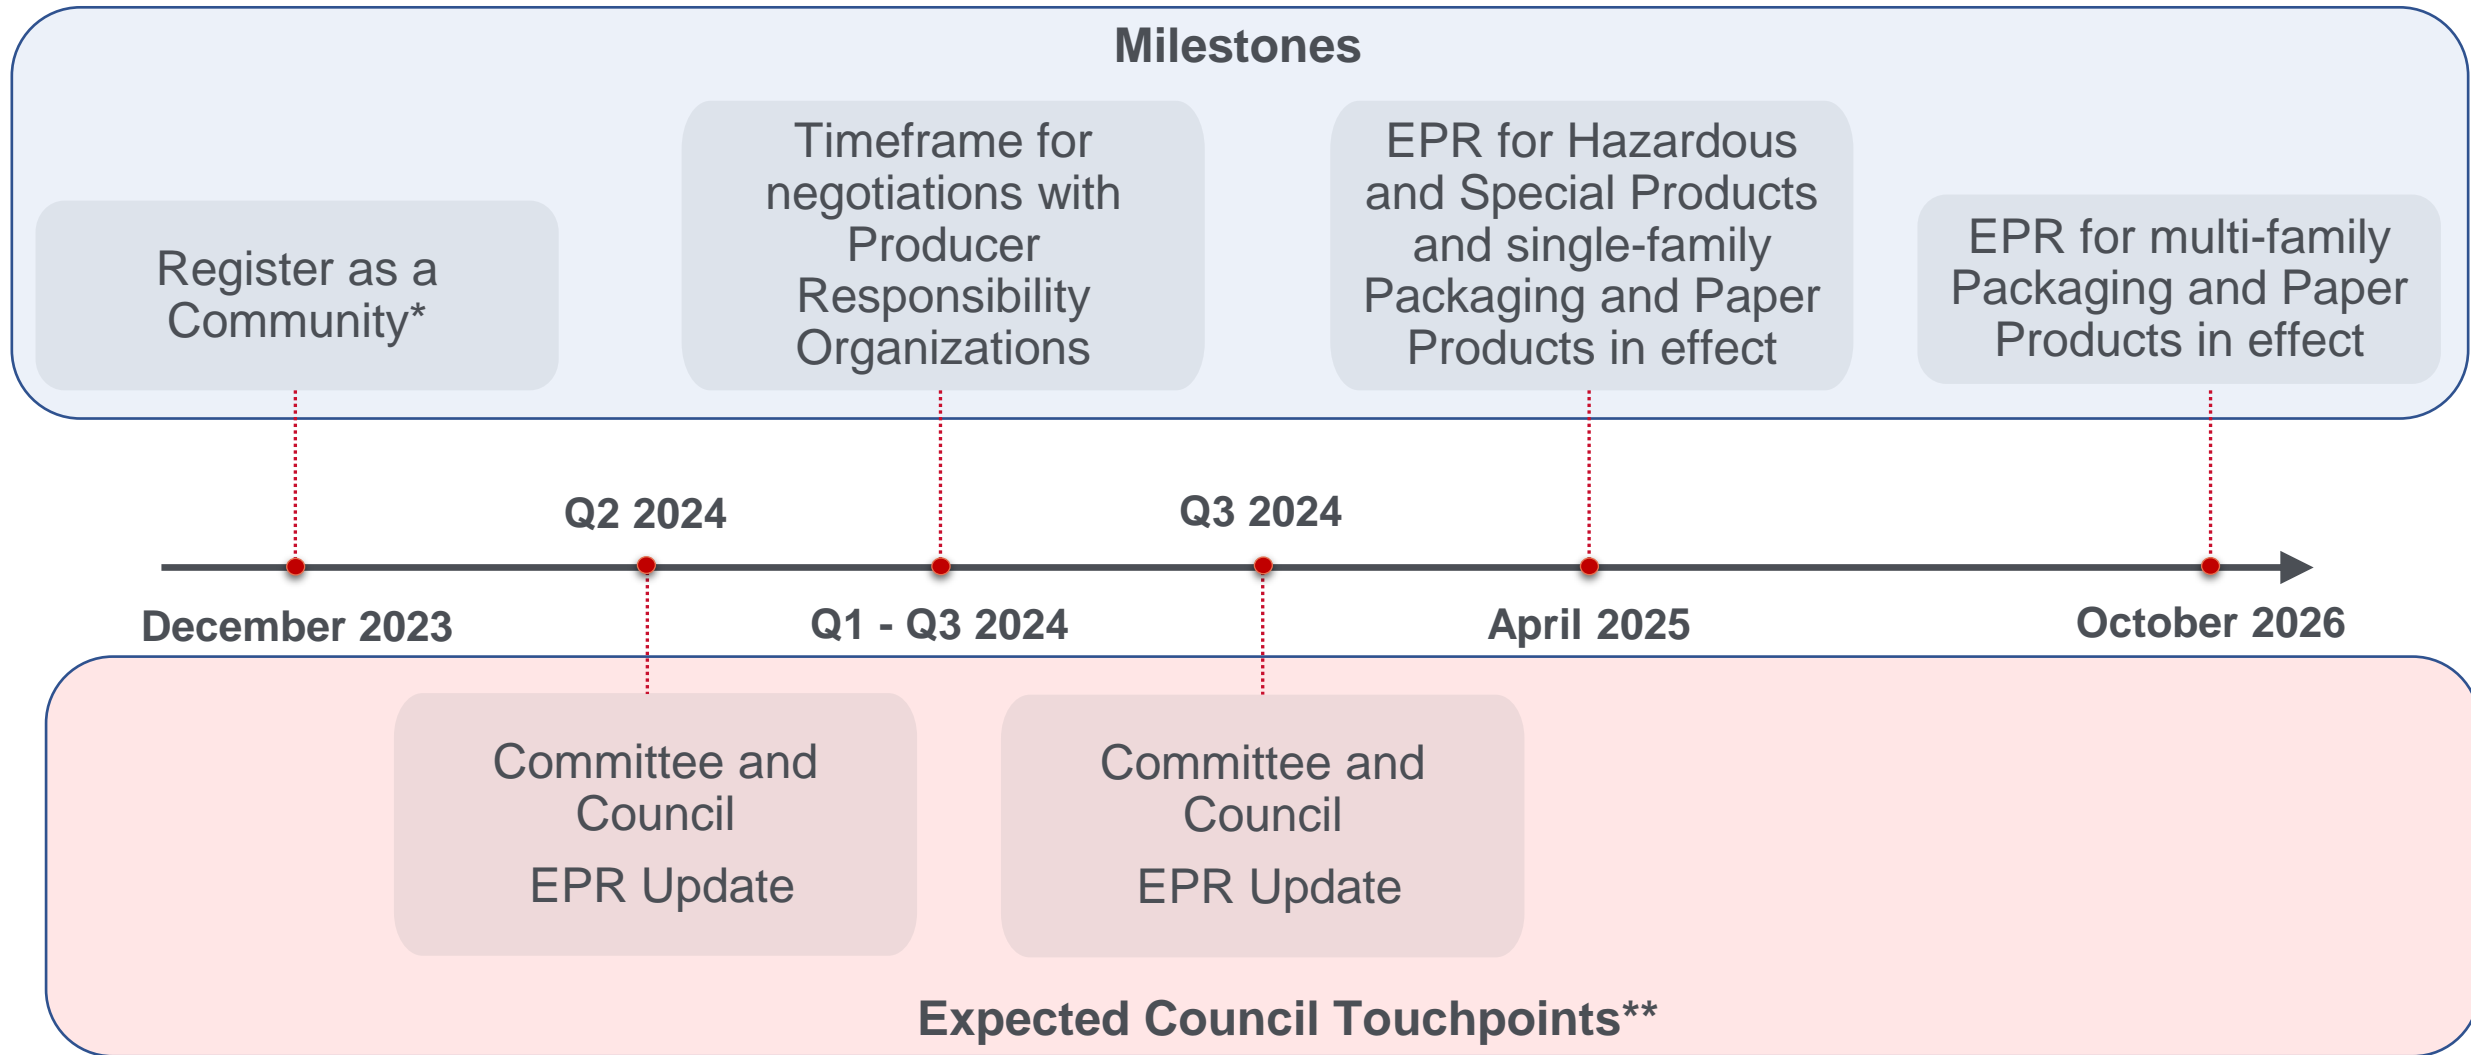 Milestones
Register as a
Community*
Timeframe for
negotiations with
Producer
Responsibility
Organizations
EPR for Hazardous
and Special Products
and single-family
Packaging and Paper
Products in effect
EPR for multi-family
Packaging and Paper
Products in effect
Q2 2024
Q3 2024
December 2023
Q1 - Q3 2024
April 2025
October 2026
Committee and
Council
EPR Update
Committee and
Council
EPR Update
Expected Council Touchpoints**